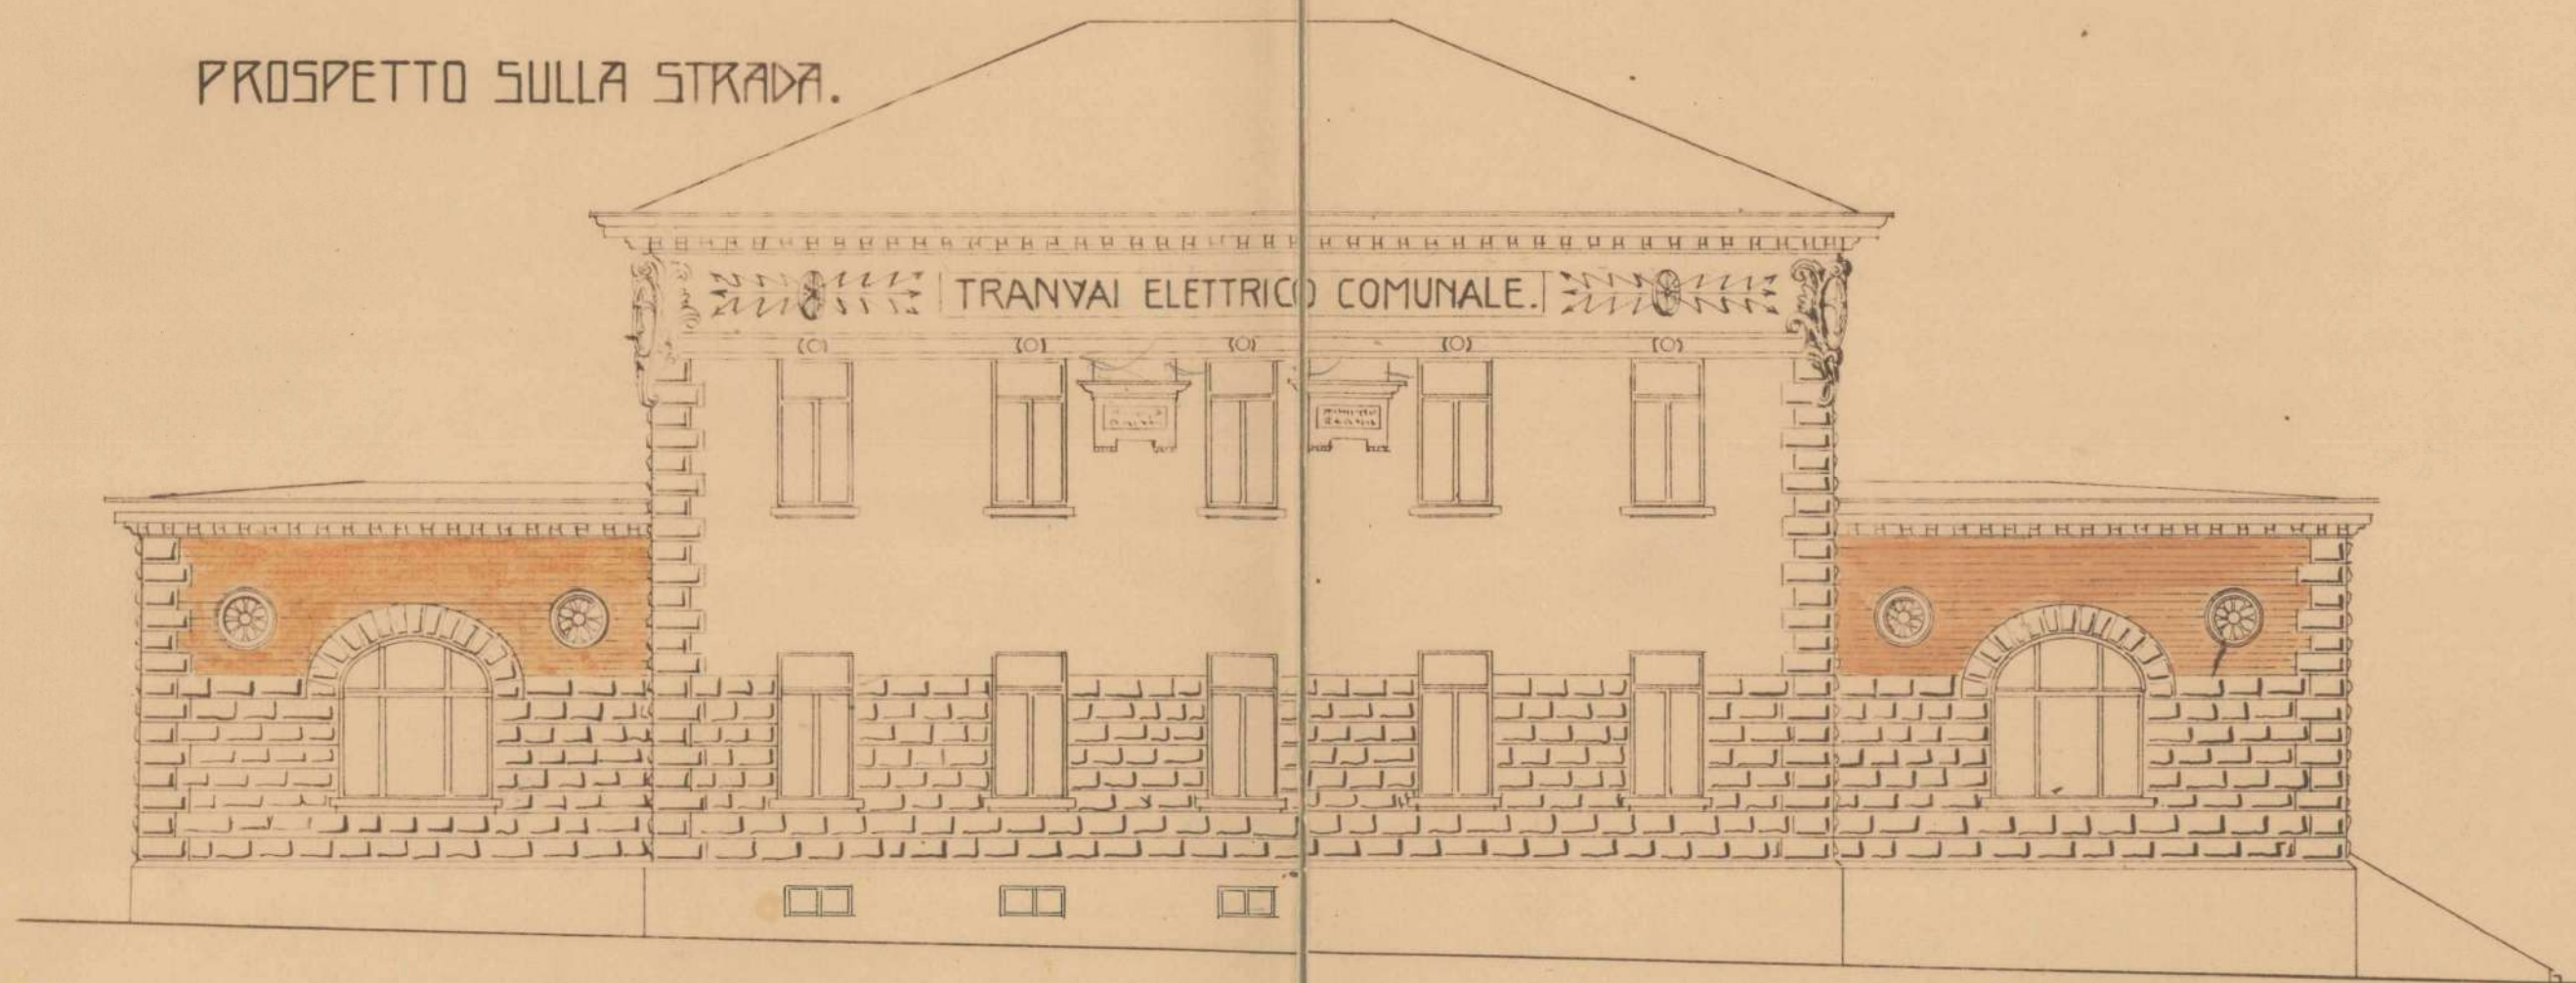 PROSPETTO SULLA STRADA.
TRANVAI ELETTRICO COMUNALE.